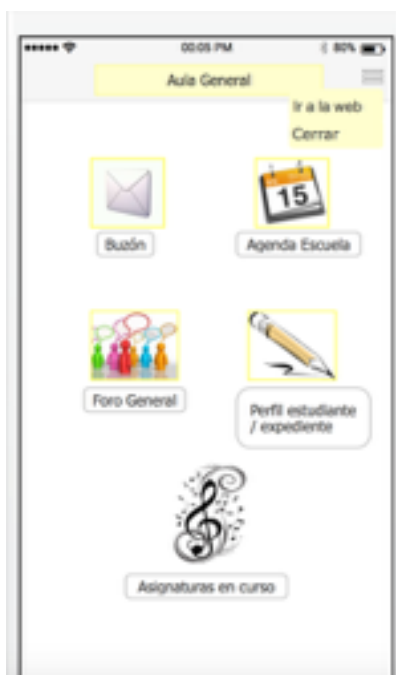 00:05 PM
80%
Aula General
Ir a la web
Cerrar
15
Buzón
Agenda Escuela
Foro General
Perfil estudiante
/ expediente
Asignaturas en curso